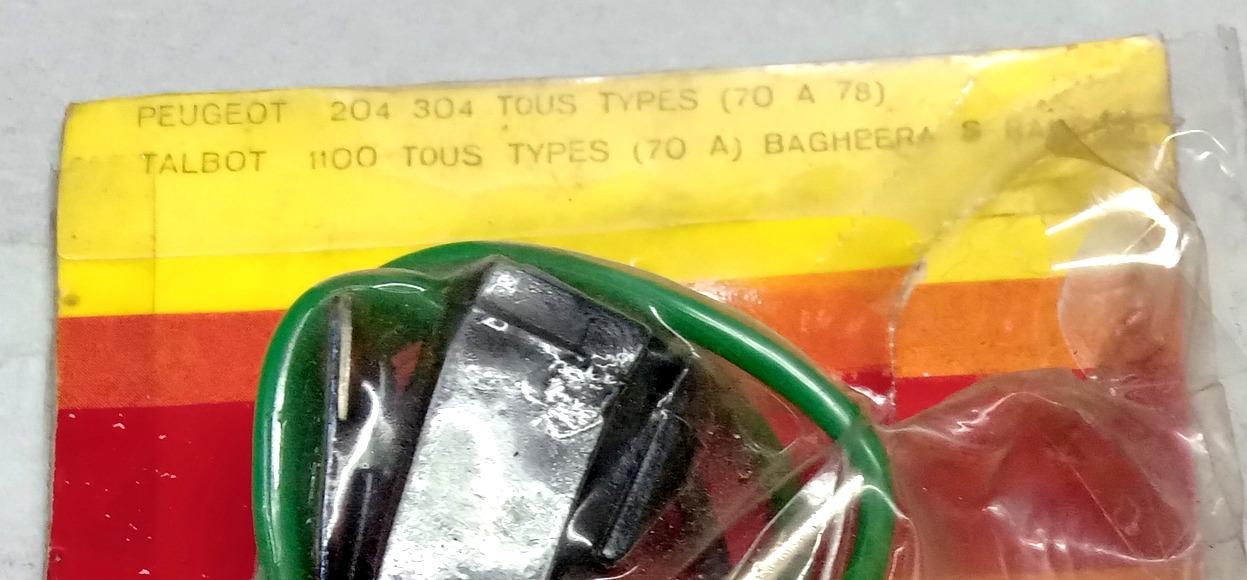 PEUGEOT 204 304 TOUS TYPES (70 A 78)
TALBOT 1100 TOUS TYPES (70 A) BAGHEERA S